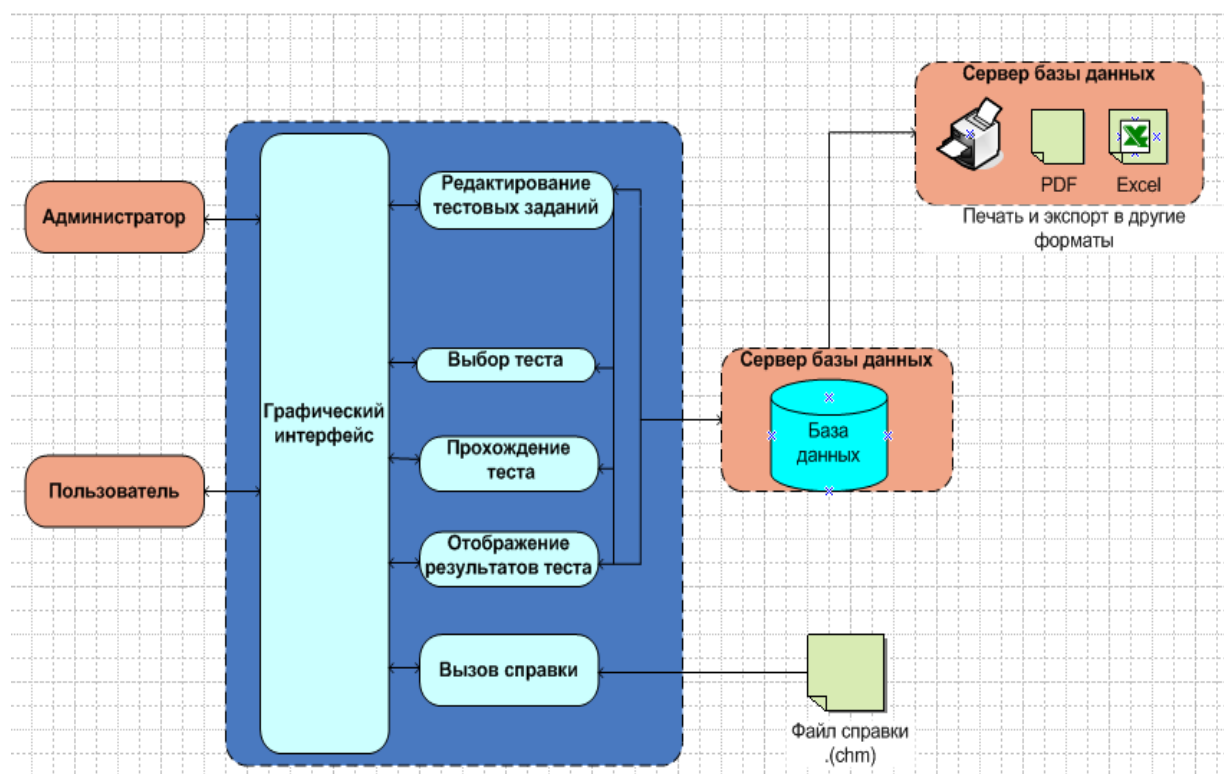 Сервер базы данных
PDF
Excel
Печать и экспорт в другие
форматы
Администратор
Редактирование
тестовых заданий
Выбор теста
Сервер базы данных
Графический
интерфейс
База
данных
Прохождение
теста
Пользователь
Отображение
результатов теста
Вызов справки
Файл справки
.(chm)